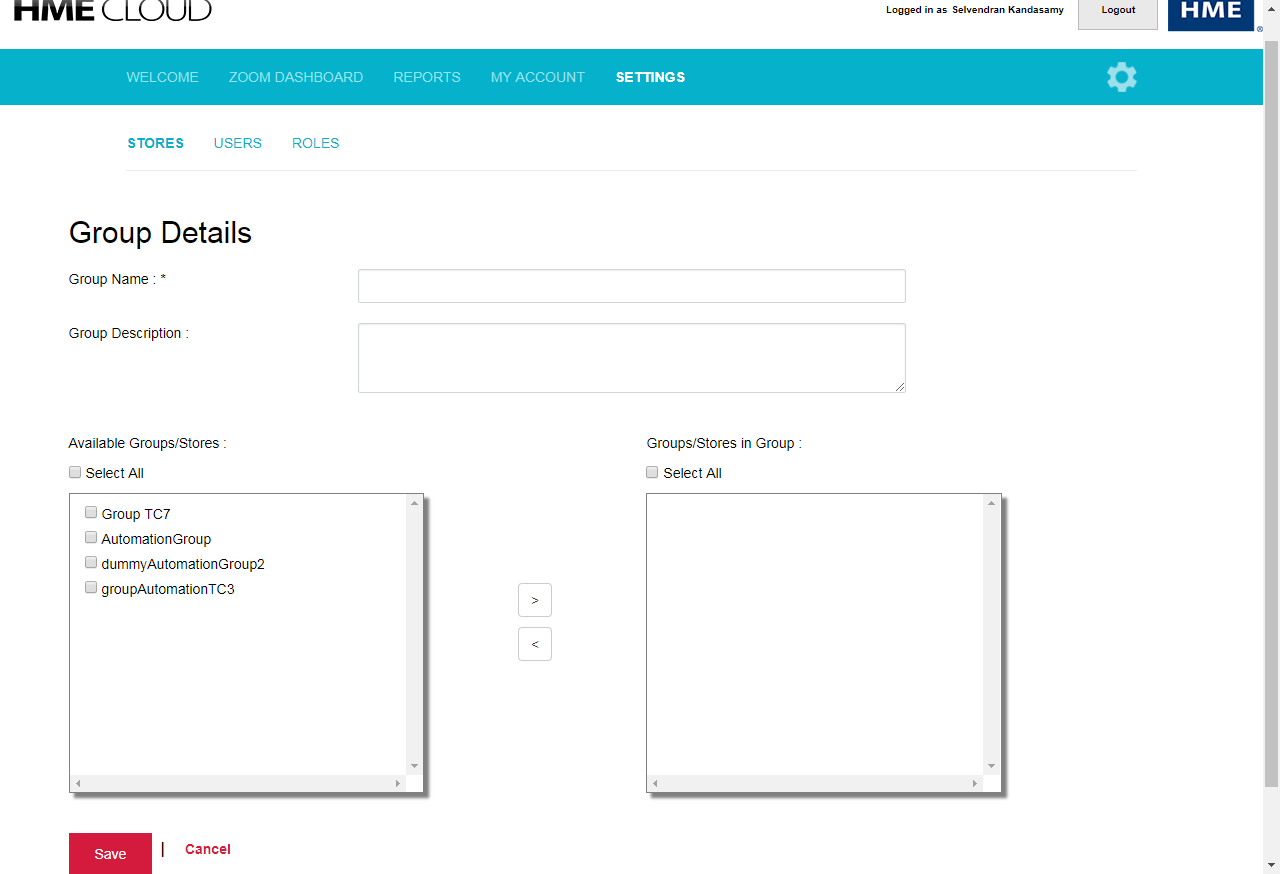 HME CLOUD
Logged in as Selvendran Kandasamy
Logout
HME ®
WELCOME ZOOM DASHBOARD REPORTS MY ACCOUNT SETTINGS
STORES USERS ROLES
Group Details
Group Name : *
Group Description :
Available Groups/Stores :
Select All
Group TC7
AutomationGroup
dummyAutomationGroup2
groupAutomationTC3
>
<
Groups/Stores in Group :
Select All
Save | Cancel